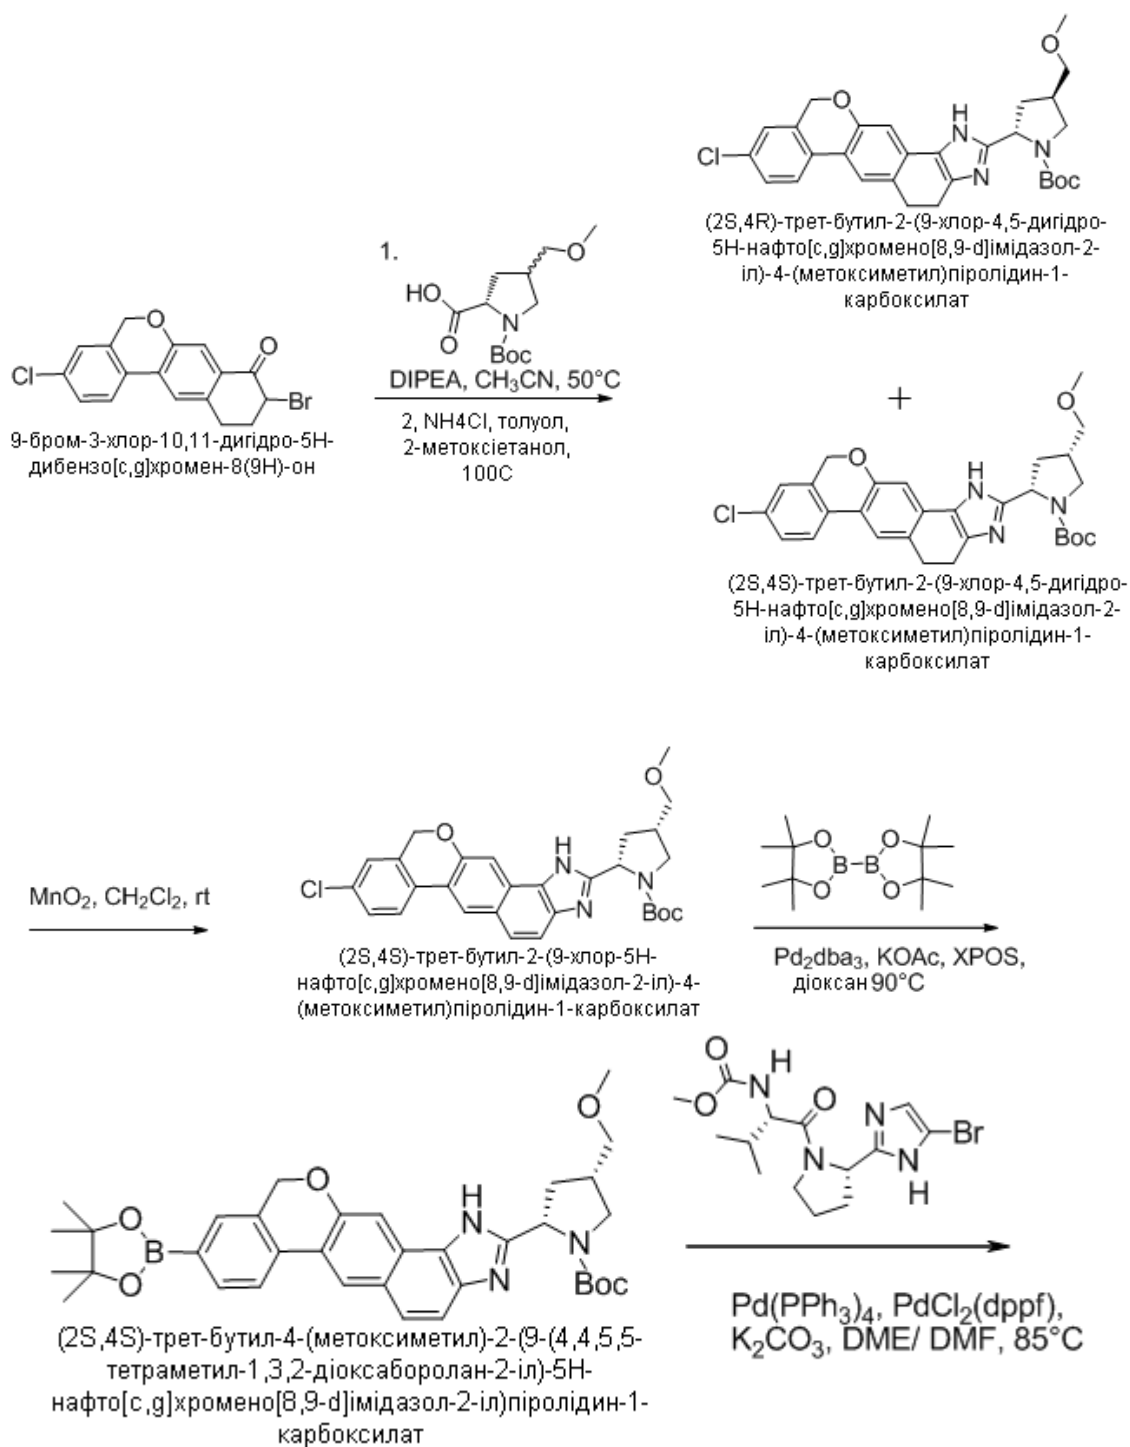 O
O
H
N
N
N
Cl
Boc
(2S,4R)-трет-бутил-2-(9-хлор-4,5-дигідро-
5H-нафто[c,g]хромено[8,9-d]імідазол-2-
іл)-4-(метоксиметил)піролідин-1-
карбоксилат
1.
O
HO
O
N
Boc
O
O
Cl
Br
DIPEA, CH₃CN, 50°C
2, NH4Cl, толуол,
2-метоксіетанол,
100C
9-бром-3-хлор-10,11-дигідро-5H-
дибензо[c,g]хромен-8(9H)-он
+
O
O
H
N
N
N
Cl
Boc
(2S,4S)-трет-бутил-2-(9-хлор-4,5-дигідро-
5H-нафто[c,g]хромено[8,9-d]імідазол-2-
іл)-4-(метоксиметил)піролідин-1-
карбоксилат
MnO₂, CH₂Cl₂, rt
O
O
H
N
N
N
Cl
Boc
(2S,4S)-трет-бутил-2-(9-хлор-5H-
нафто[c,g]хромено[8,9-d]імідазол-2-іл)-4-
(метоксиметил)піролідин-1-карбоксилат
O O
B B
O O
Pd₂dba₃, KOAc, XPOS,
діоксан 90°C
O
O
H
N
N
N
O
B
O
Boc
(2S,4S)-трет-бутил-4-(метоксиметил)-2-(9-(4,4,5,5-
тетраметил-1,3,2-діоксаборолан-2-іл)-5H-
нафто[c,g]хромено[8,9-d]імідазол-2-іл)піролідин-1-
карбоксилат
O
H
N
O
O
N
N
Br
N
H
Pd(PPh₃)₄, PdCl₂(dppf),
K₂CO₃, DME/ DMF, 85°C